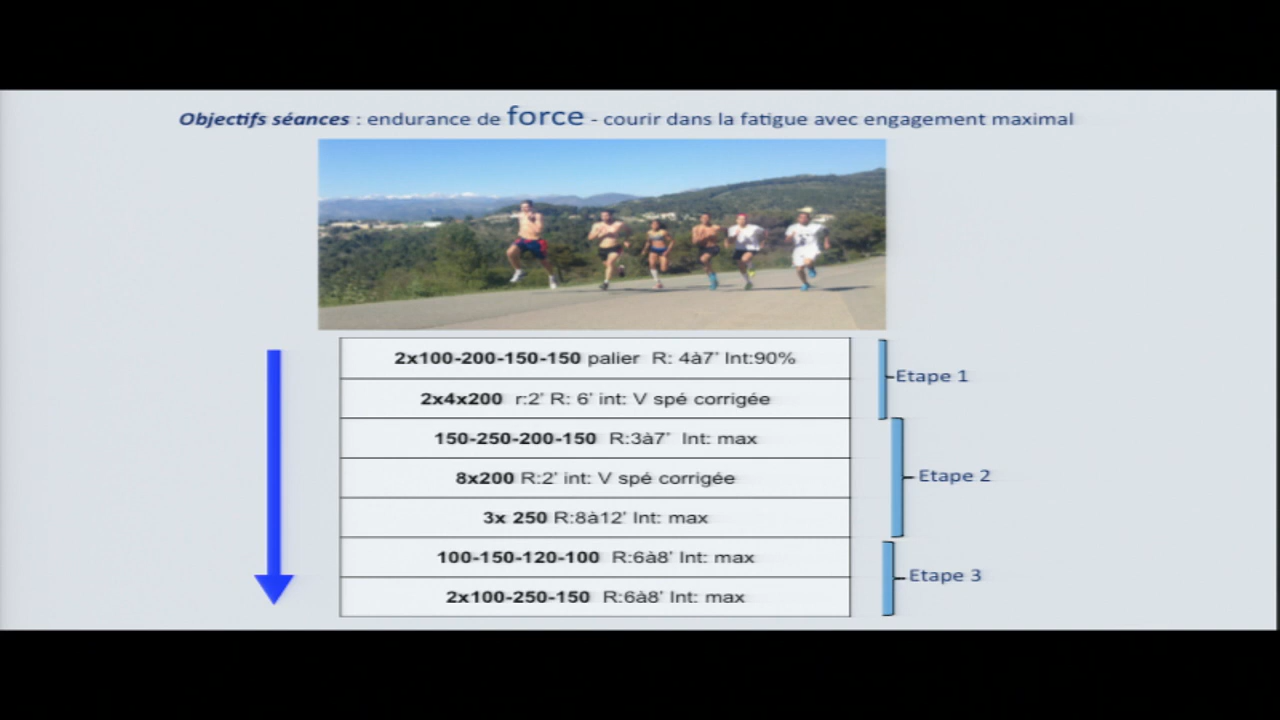 Objectifs séances : endurance de force - courir dans la fatigue avec engagement maximal
2x100-200-150-150 palier R: 4à7' Int:90%
2x4x200 r:2' R: 6' int: V spé corrigée
Etape 1
150-250-200-150 R:3à7' Int: max
8x200 R:2' int: V spé corrigée
3x 250 R:8à12' Int: max
Etape 2
100-150-120-100 R:6à8' Int: max
2x100-250-150 R:6à8' Int: max
Etape 3